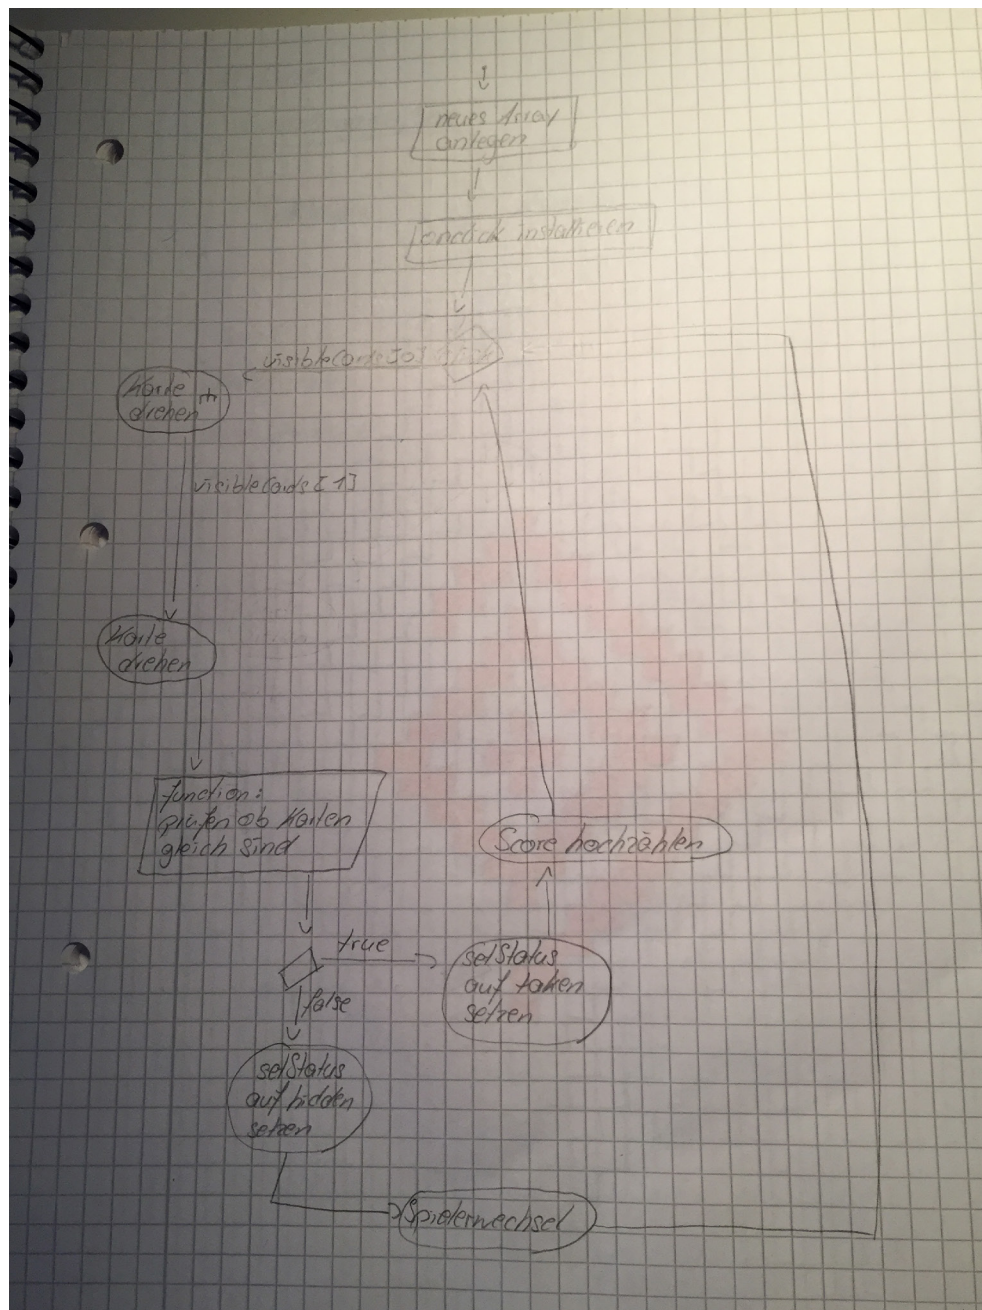 neues Array
anlegen
onclick installieren
visibleCards[0]
click
Karte
drehen
visibleCards[1]
Karte
drehen
function:
prüfen ob Karten
gleich sind
Score hochzählen
true
setStatus
auf taken
setzen
false
setStatus
auf hidden
setzen
Spielerwechsel